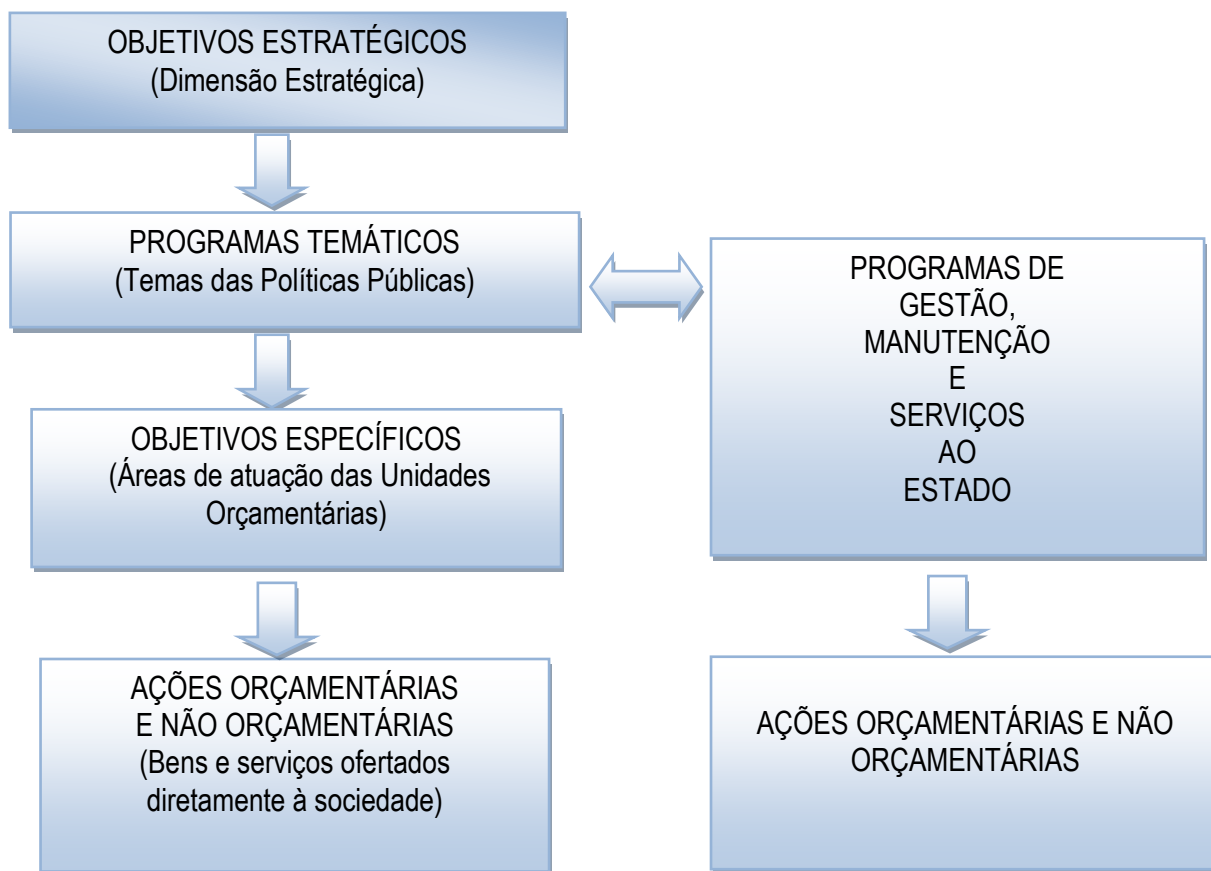 OBJETIVOS ESTRATÉGICOS
(Dimensão Estratégica)
PROGRAMAS TEMÁTICOS
(Temas das Políticas Públicas)
PROGRAMAS DE
GESTÃO,
MANUTENÇÃO
E
SERVIÇOS
AO
ESTADO
OBJETIVOS ESPECÍFICOS
(Áreas de atuação das Unidades
Orçamentárias)
AÇÕES ORÇAMENTÁRIAS
E NÃO ORÇAMENTÁRIAS
(Bens e serviços ofertados
diretamente à sociedade)
AÇÕES ORÇAMENTÁRIAS E NÃO
ORÇAMENTÁRIAS